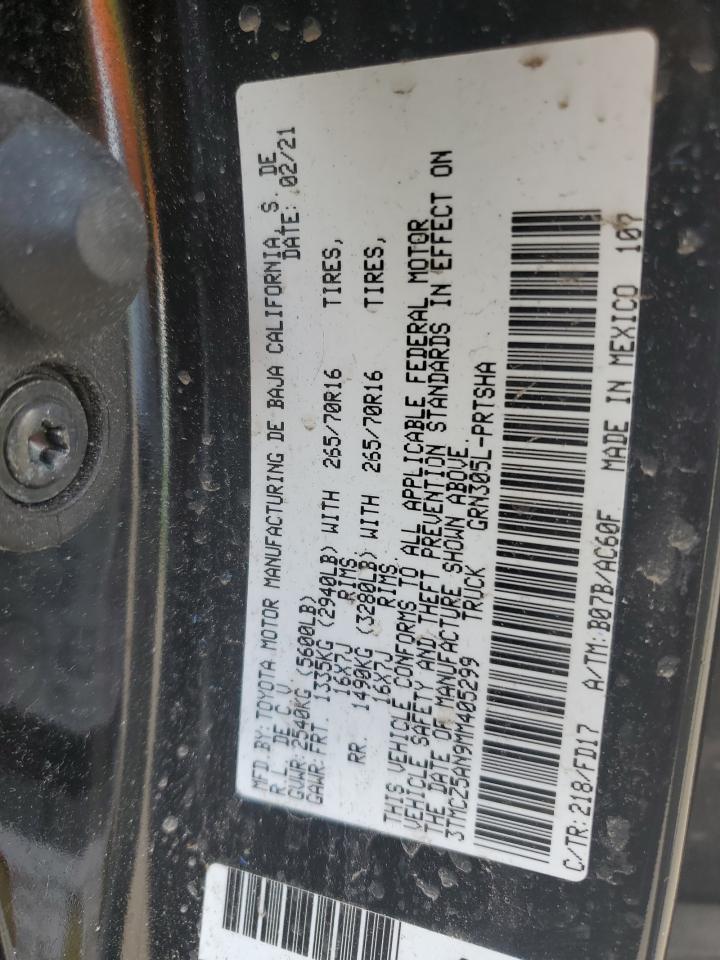 MFD.BY:TOYOTA MOTOR MANUFACTURING DE BAJA CALIFORNIA, S. DE
R.L. DE C.V. DATE: 02/21
GVWR:2540KG (5600LB)
GAWR:FRT. 1335KG (2940LB) WITH 265/70R16 TIRES,
16X7J RIMS
RR. 1490KG (3280LB) WITH 265/70R16 TIRES,
16X7J RIMS
THIS VEHICLE CONFORMS TO ALL APPLICABLE FEDERAL MOTOR
VEHICLE SAFETY AND THEFT PREVENTION STANDARDS IN EFFECT ON
THE DATE OF MANUFACTURE SHOWN ABOVE.
3TMCZ5AN9MM405299 TRUCK GRN305L-PRTSHA
C/TR:218/FD17 A/TM:B07B/AC60F MADE IN MEXICO 107